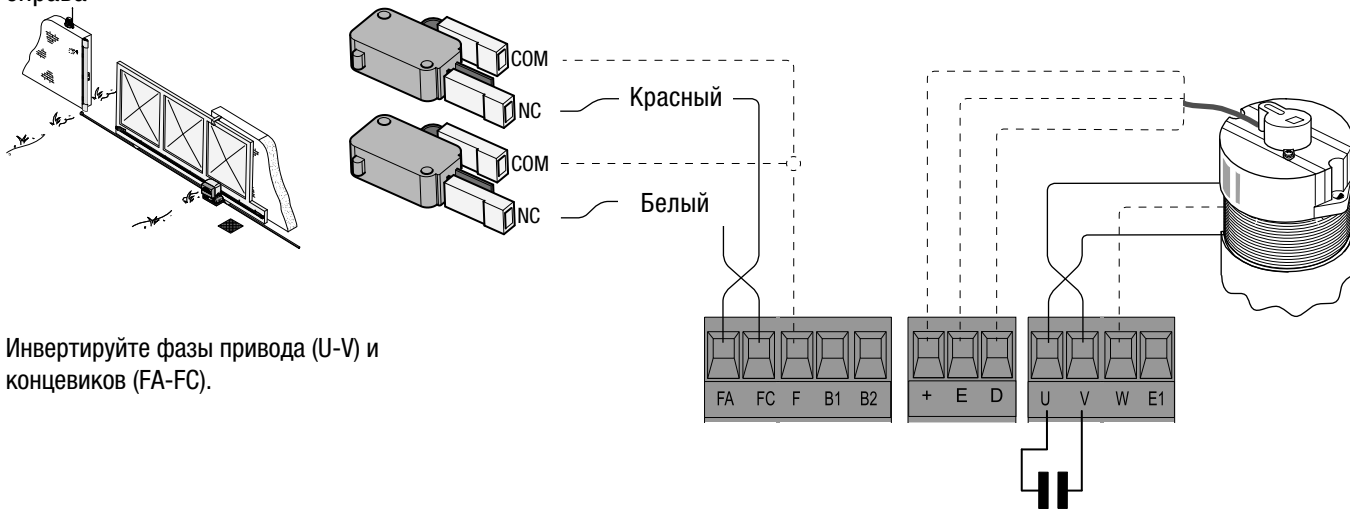 справа
COM
NC
Красный
COM
NC
Белый
Инвертируйте фазы привода (U-V) и
концевиков (FA-FC).
FA FC F B1 B2
+ E D
U V W E1